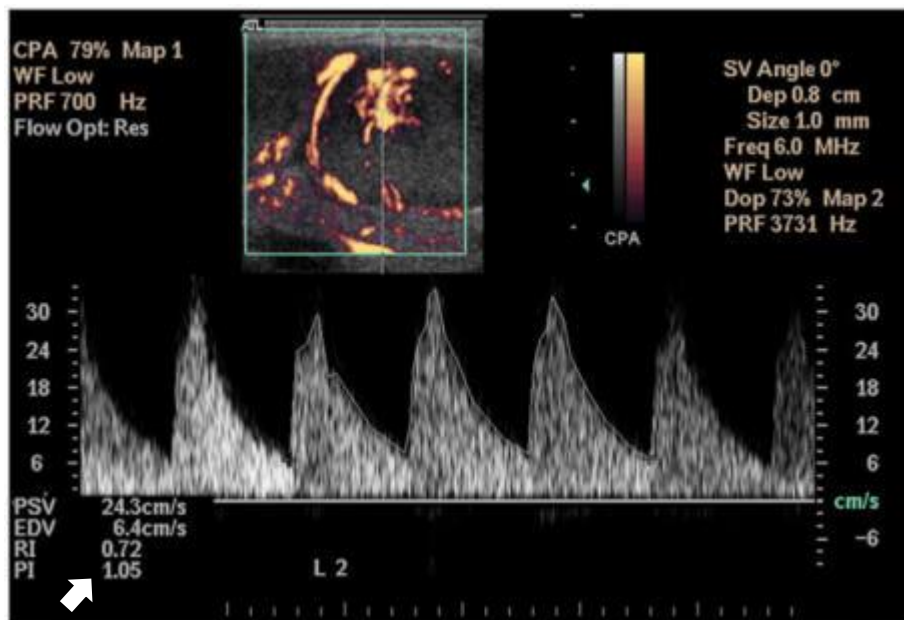 ATL
CPA 79% Map 1
WF Low
PRF 700 Hz
Flow Opt: Res
CPA
SV Angle 0°
Dep 0.8 cm
Size 1.0 mm
Freq 6.0 MHz
WF Low
Dop 73% Map 2
PRF 3731 Hz
30
24
18
12
6
30
24
18
12
6
cm/s
-6
PSV 24.3cm/s
EDV 6.4cm/s
RI 0.72
PI 1.05
L 2